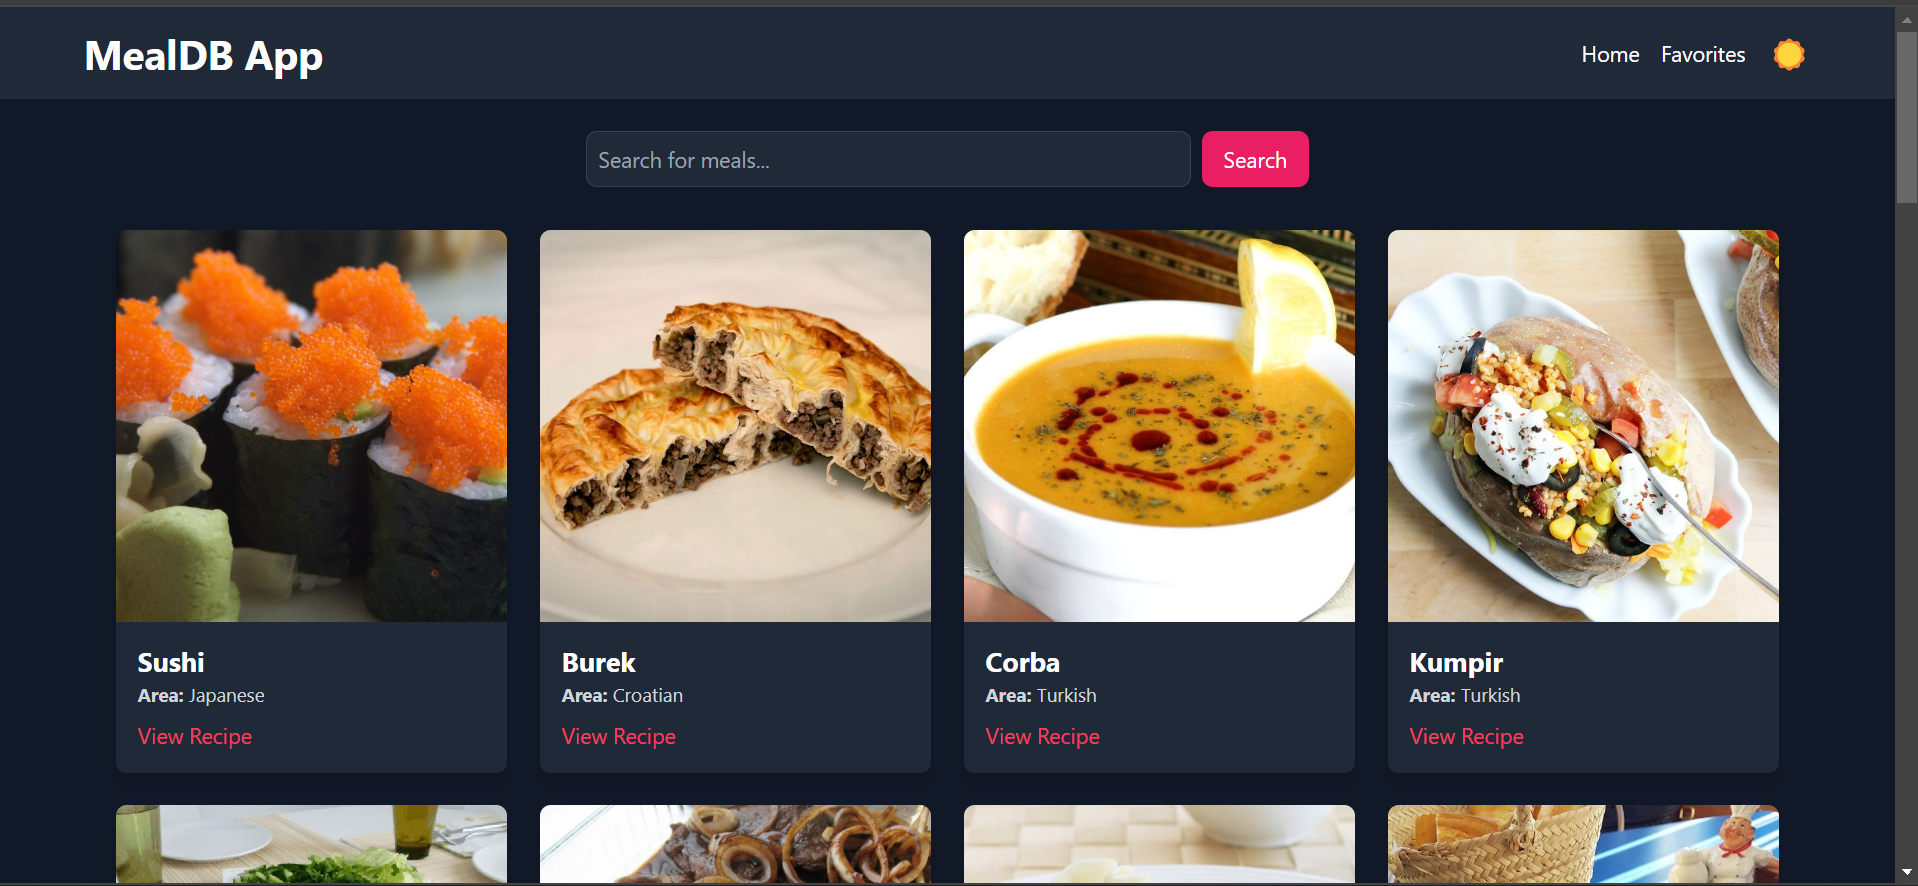 MealDB App
Home Favorites
Search for meals...
Search
Sushi
Area: Japanese
View Recipe
Burek
Area: Croatian
View Recipe
Corba
Area: Turkish
View Recipe
Kumpir
Area: Turkish
View Recipe